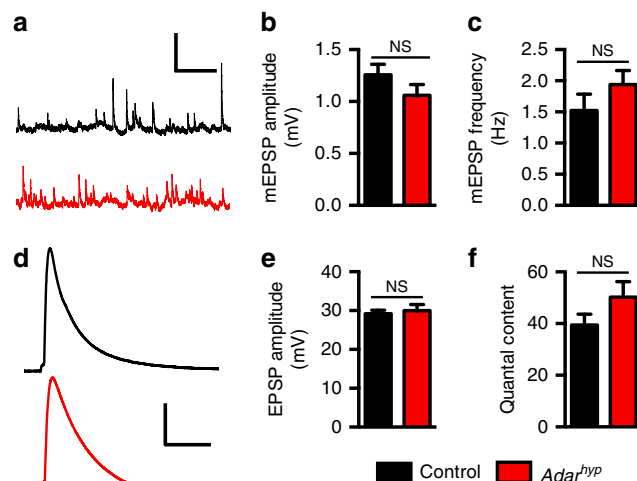 a
b
NS
mEPSP amplitude
(mV)
1.5
1.0
0.5
0.0
c
NS
mEPSP frequency
(Hz)
2.5
2.0
1.5
1.0
0.5
0.0
d
e
NS
EPSP amplitude
(mV)
40
30
20
10
0
f
NS
Quantal content
60
40
20
0
Control
Adar^hyp